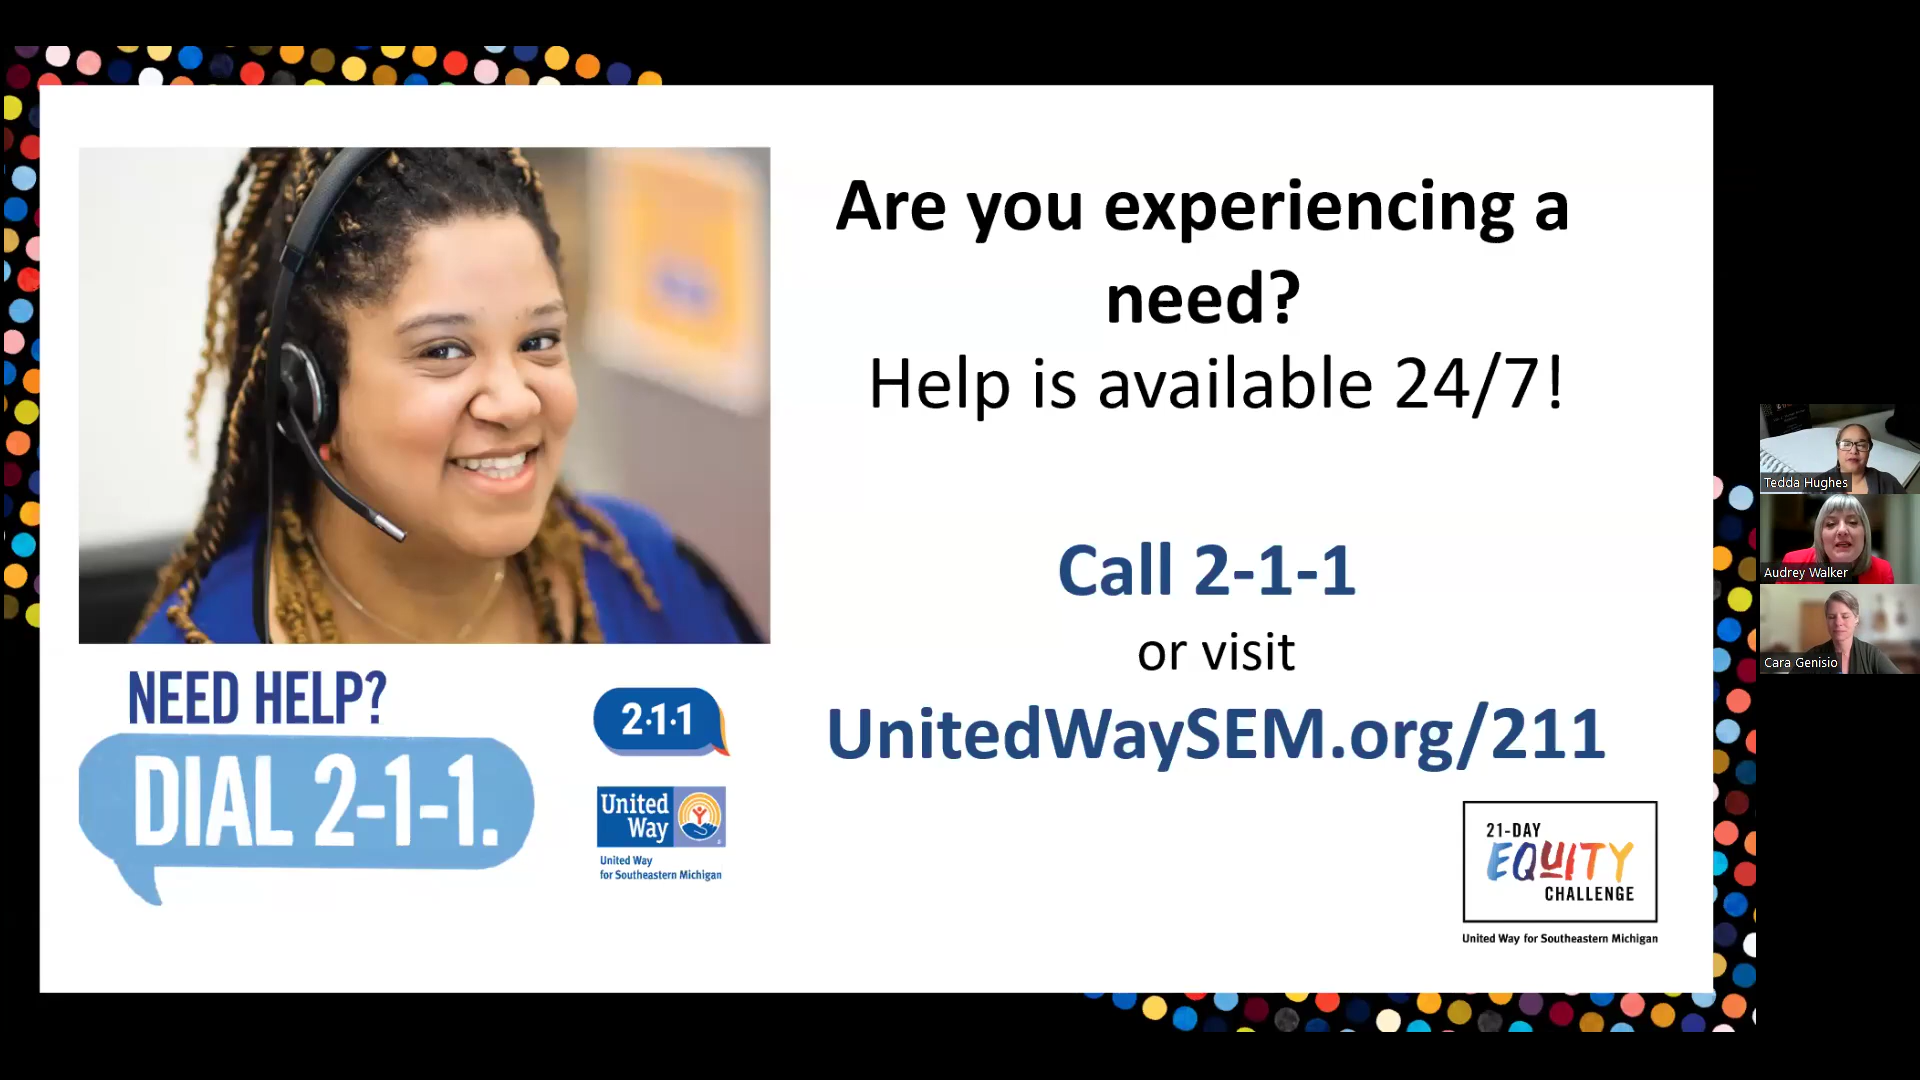 Are you experiencing a
need?
Help is available 24/7!
Call 2-1-1
or visit
UnitedWaySEM.org/211
NEED HELP?
DIAL 2-1-1.
2·1·1
United
Way
United Way
for Southeastern Michigan
21-DAY
EQUITY
CHALLENGE
United Way for Southeastern Michigan
Tedda Hughes
Audrey Walker
Cara Genisio